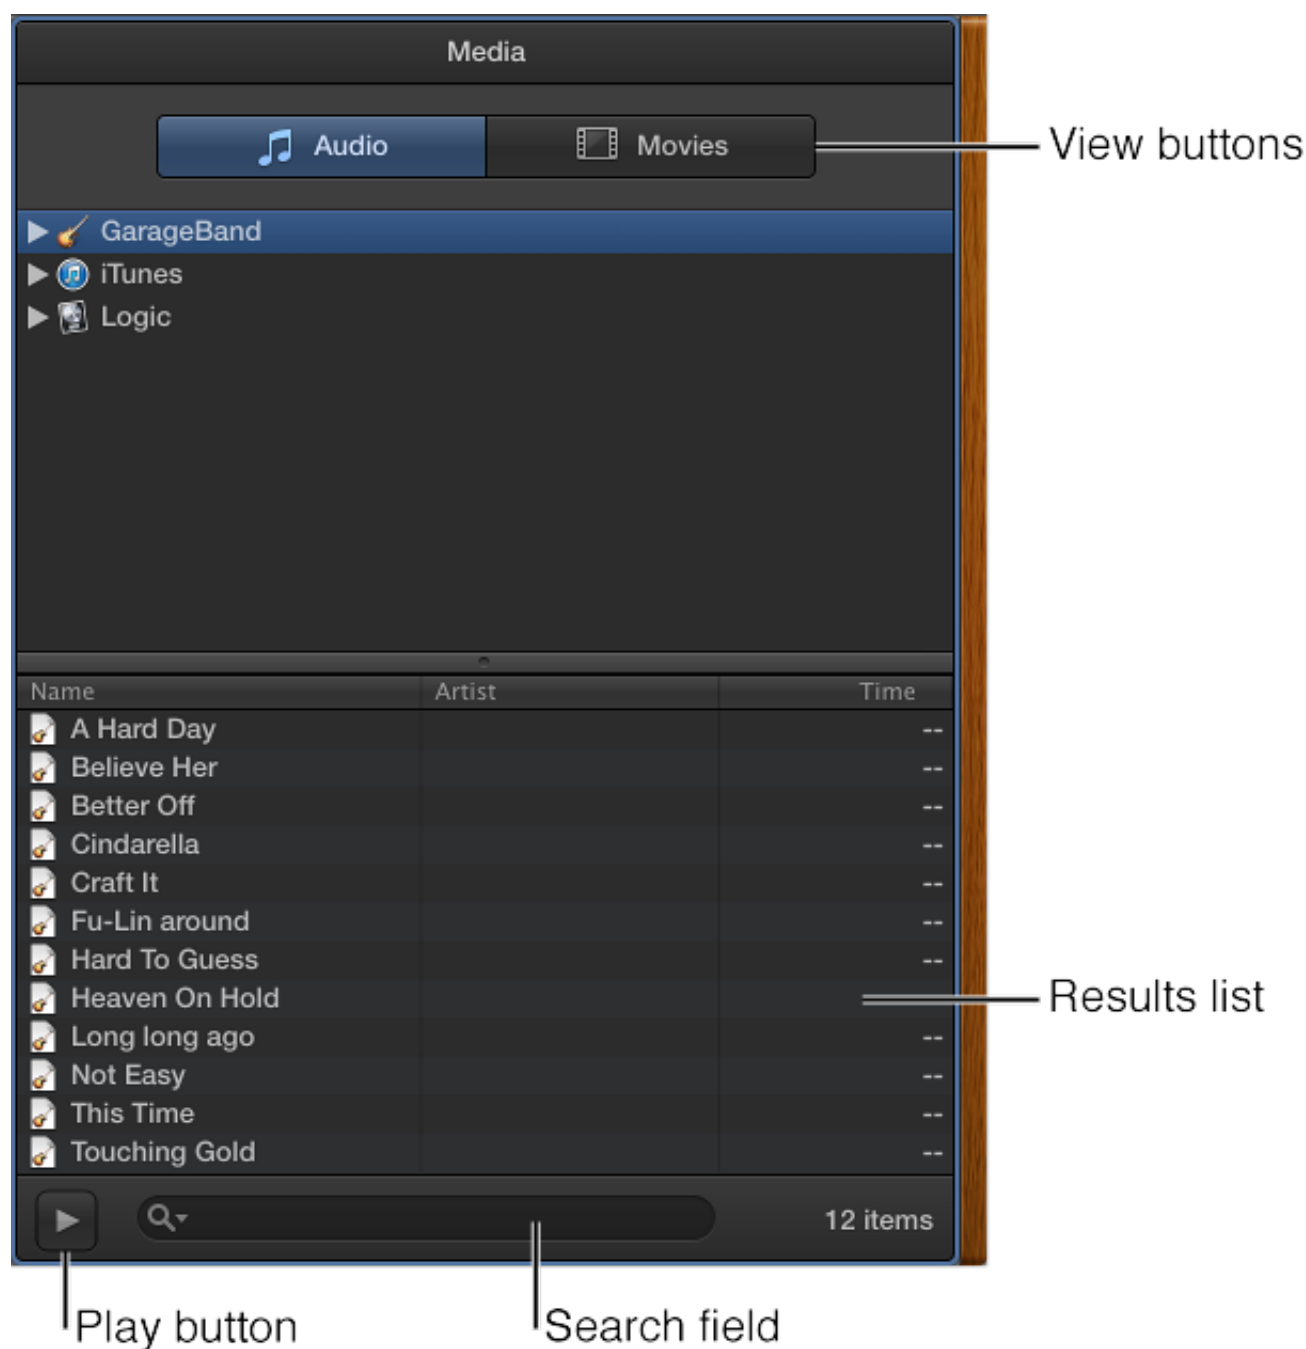 Media
Audio Movies
View buttons
GarageBand
iTunes
Logic
Name Artist Time
A Hard Day --
Believe Her --
Better Off --
Cindarella --
Craft It --
Fu-Lin around --
Hard To Guess --
Heaven On Hold
Results list
Long long ago --
Not Easy --
This Time --
Touching Gold --
12 items
Play button
Search field